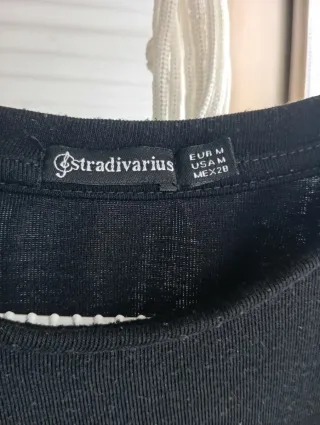 stradivarius
EUR M
USA M
MEX 28